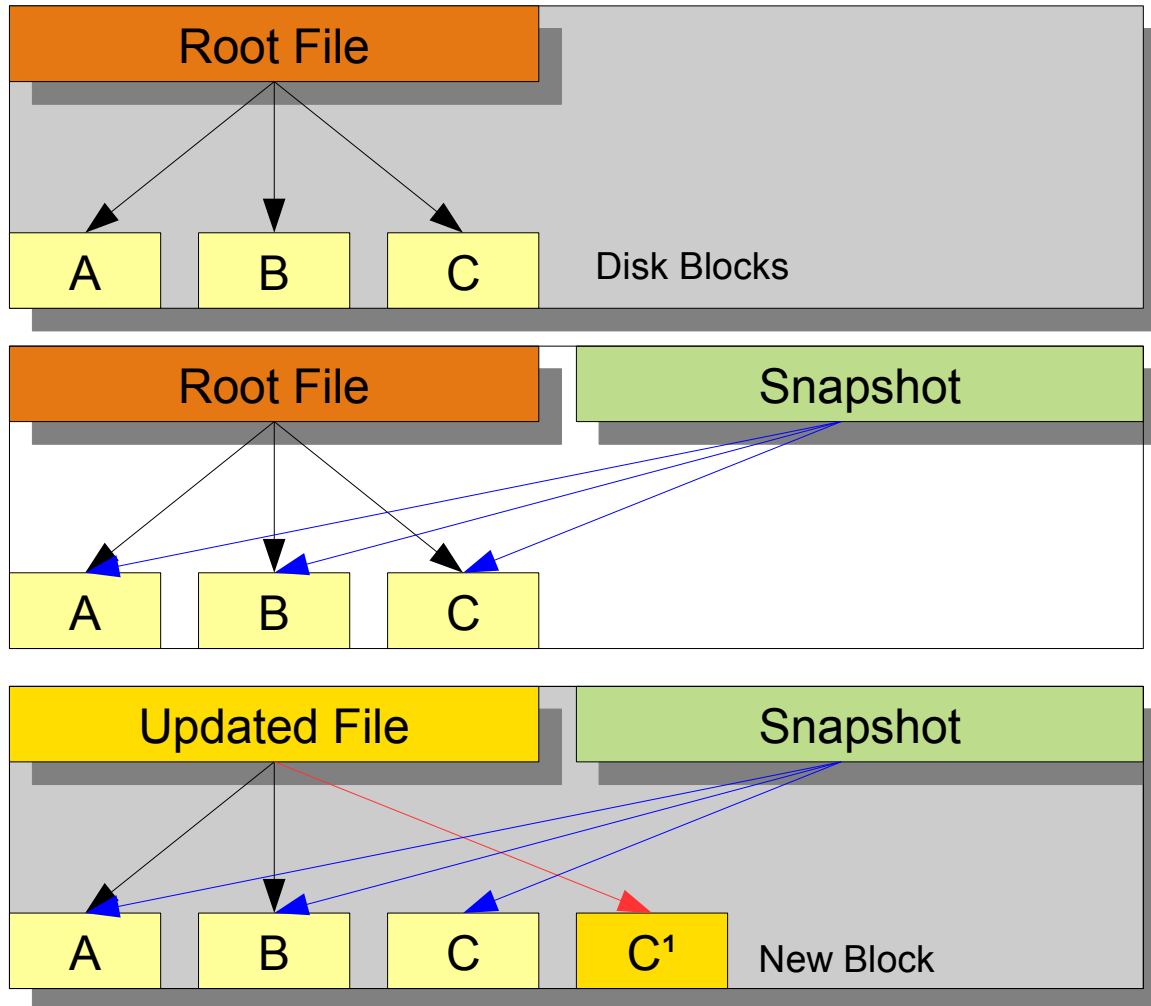 Root File
A
B
C
Disk Blocks
Root File
Snapshot
A
B
C
Updated File
Snapshot
A
B
C
C¹
New Block